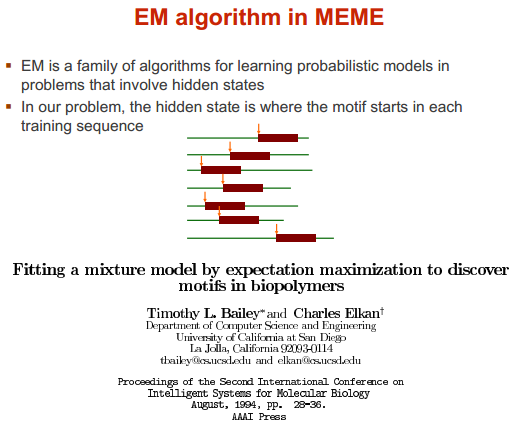 EM algorithm in MEME
▪ EM is a family of algorithms for learning probabilistic models in
problems that involve hidden states
▪ In our problem, the hidden state is where the motif starts in each
training sequence
Fitting a mixture model by expectation maximization to discover
motifs in biopolymers
Timothy L. Bailey* and Charles Elkan†
Department of Computer Science and Engineering
University of California at San Diego
La Jolla, California 92093-0114
tbailey@cs.ucsd.edu and elkan@cs.ucsd.edu
Proceedings of the Second International Conference on
Intelligent Systems for Molecular Biology
August, 1994, pp. 28-36.
AAAI Press